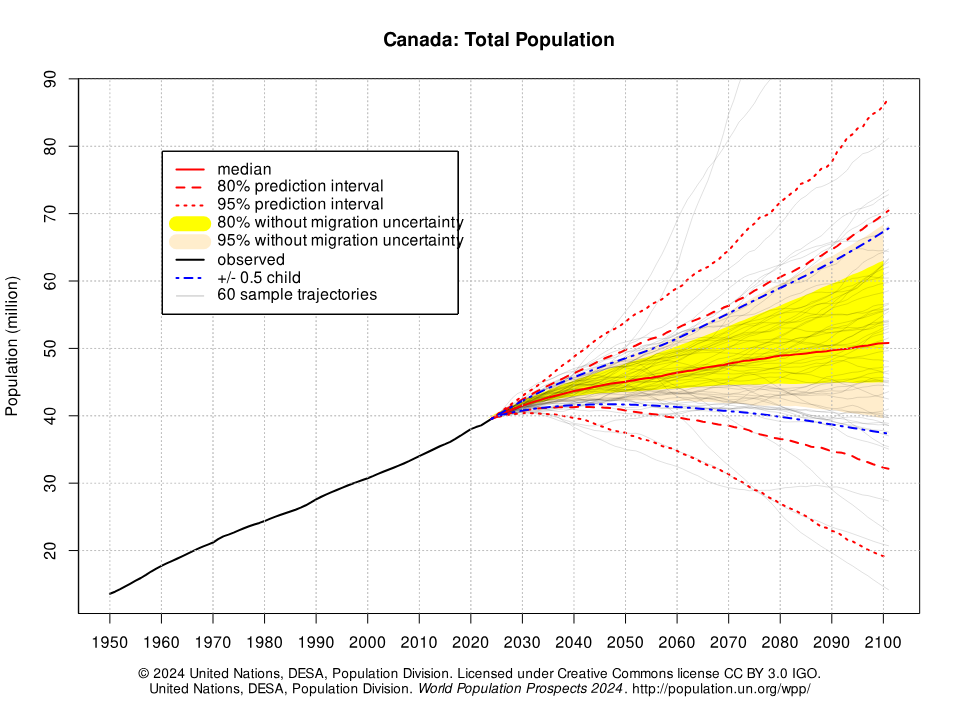 Canada: Total Population
Population (million)
90
80
70
60
50
40
30
20
median
80% prediction interval
95% prediction interval
80% without migration uncertainty
95% without migration uncertainty
observed
+/- 0.5 child
60 sample trajectories
1950 1960 1970 1980 1990 2000 2010 2020 2030 2040 2050 2060 2070 2080 2090 2100
© 2024 United Nations, DESA, Population Division. Licensed under Creative Commons license CC BY 3.0 IGO.
United Nations, DESA, Population Division. World Population Prospects 2024. http://population.un.org/wpp/